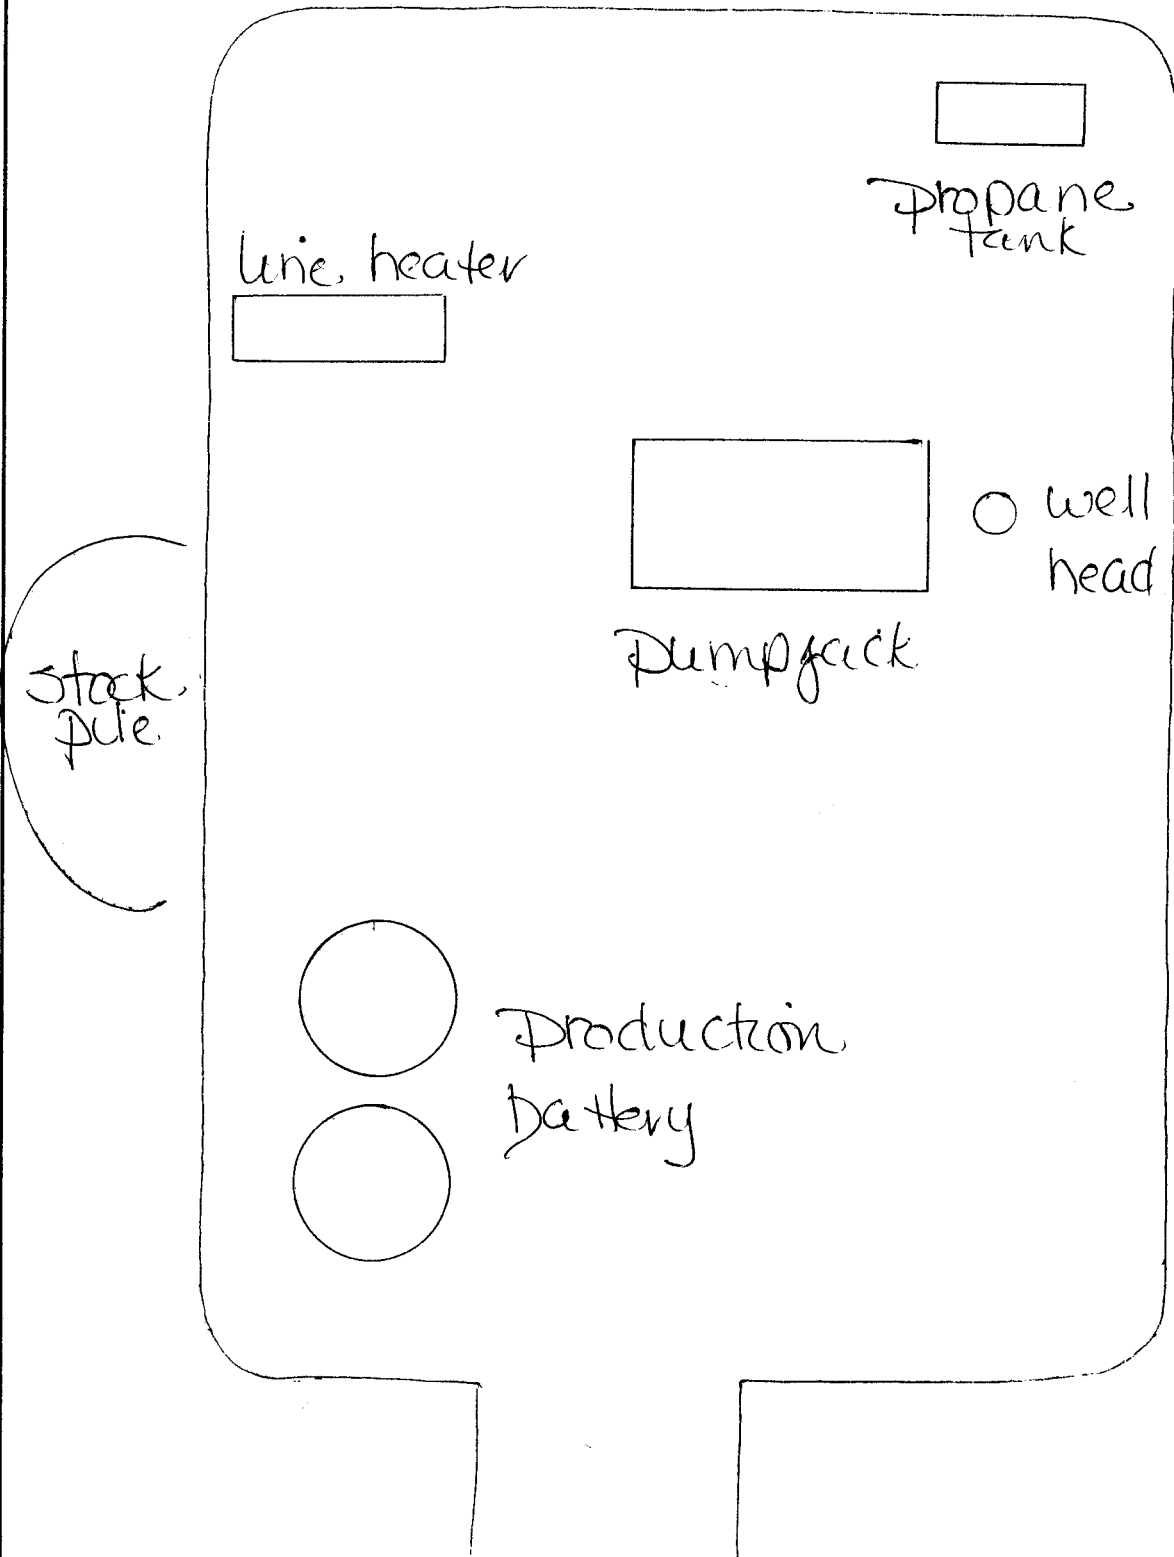 propane
tank
line heater
well
head
pumpjack
stock
pile
production
battery